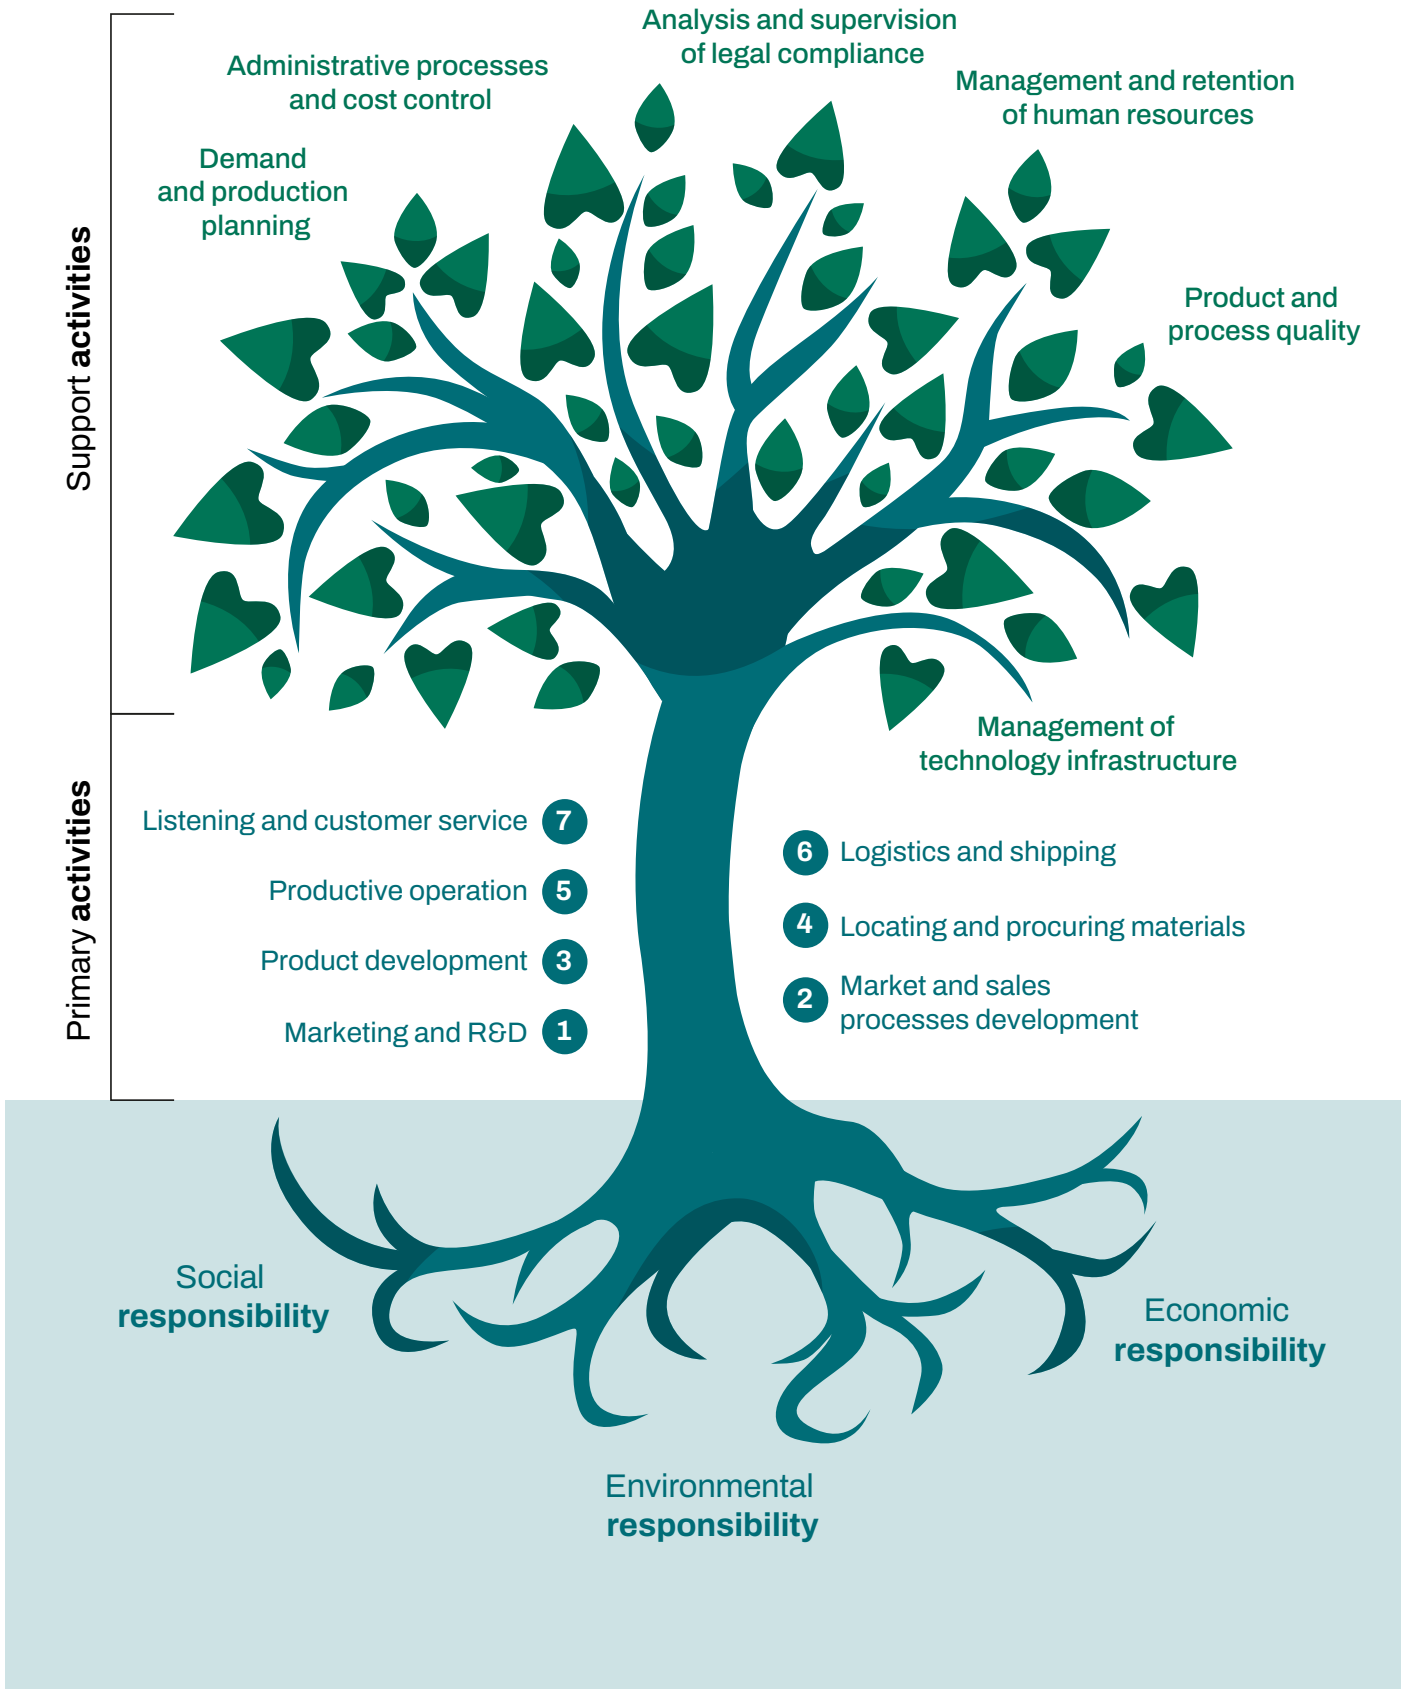 Support activities
Analysis and supervision
of legal compliance
Administrative processes
and cost control
Management and retention
of human resources
Demand
and production
planning
Product and
process quality
Management of
technology infrastructure
Primary activities
Listening and customer service 7
6 Logistics and shipping
Productive operation 5
4 Locating and procuring materials
Product development 3
2 Market and sales
processes development
Marketing and R&D 1
Social
responsibility
Economic
responsibility
Environmental
responsibility